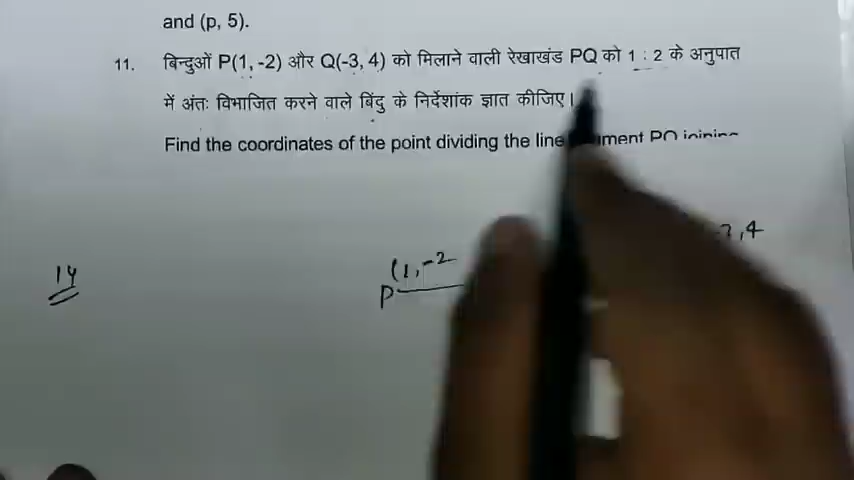 and (p, 5).
11. बिन्दुओं P(1, -2) और Q(-3, 4) को मिलाने वाली रेखाखंड PQ को 1 : 2 के अनुपात
में अंतः विभाजित करने वाले बिंदु के निर्देशांक ज्ञात कीजिए।
Find the coordinates of the point dividing the line
(1, -2
,4
14
P